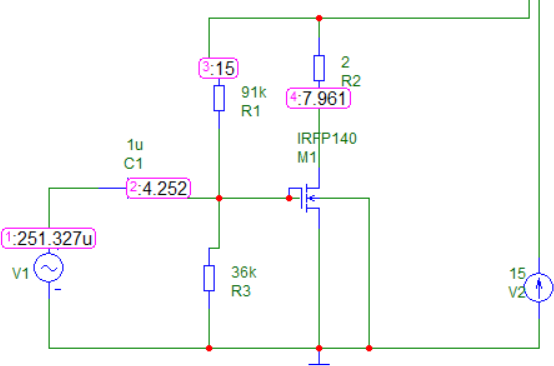 3:15
2
R2
91k
R1
4:7.961
IRFP140
M1
1u
C1
2:4.252
1:251.327u
V1
36k
R3
15
V2